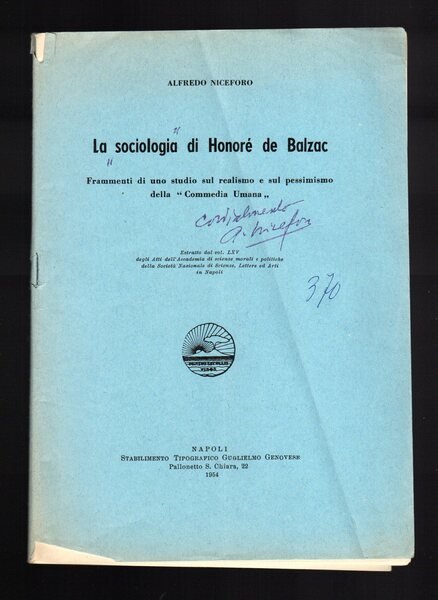 ALFREDO NICEFORO
La "sociologia" di Honoré de Balzac
Frammenti di uno studio sul realismo e sul pessimismo
della "Commedia Umana„
cordialmente
A. Niceforo
Estratto dal vol. LXV
degli Atti dell'Accademia di scienze morali e politiche
della Società Nazionale di Scienze, Lettere ed Arti
in Napoli
370
NAPOLI
STABILIMENTO TIPOGRAFICO GUGLIELMO GENOVESE
Pallonetto S. Chiara, 22
1954